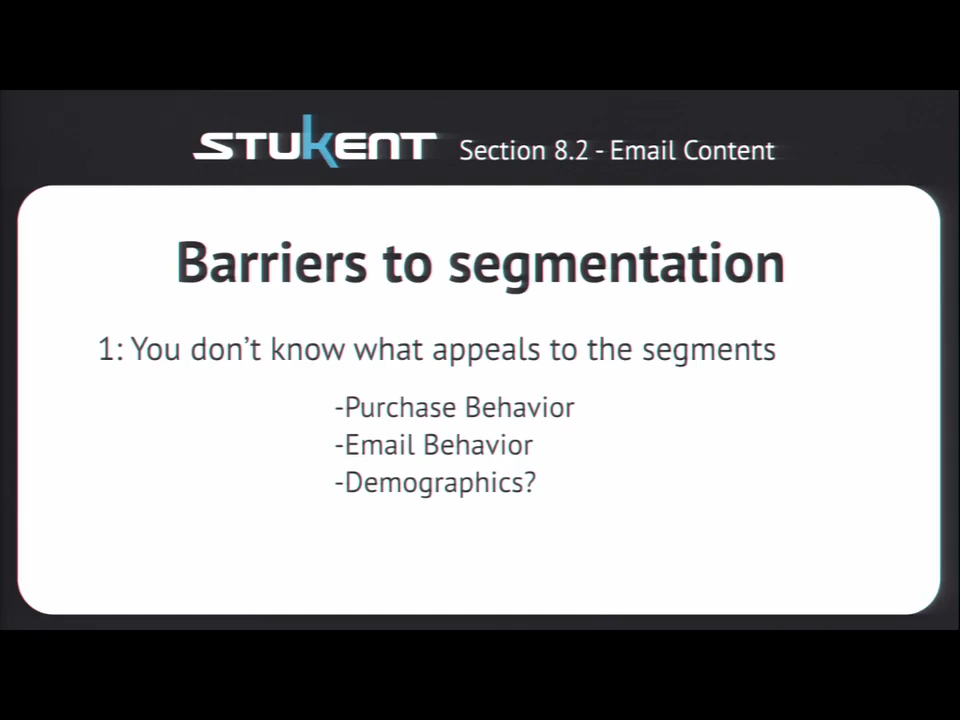 STUKENT Section 8.2 - Email Content
Barriers to segmentation
1: You don't know what appeals to the segments
-Purchase Behavior
-Email Behavior
-Demographics?